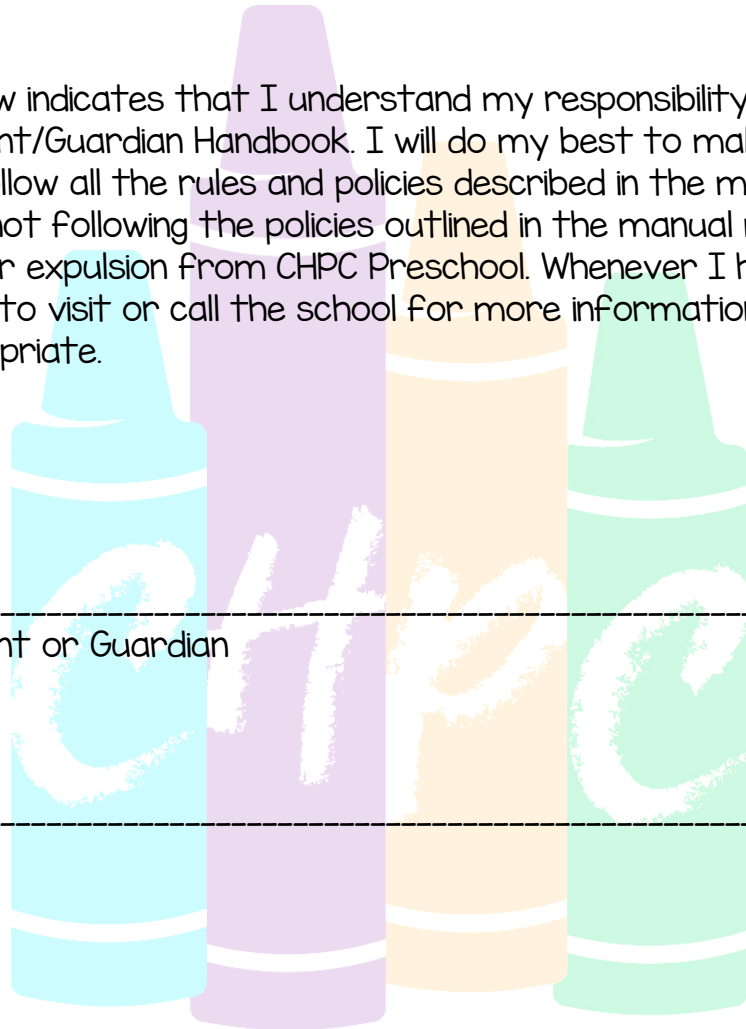 w indicates that I understand my responsibility
nt/Guardian Handbook. I will do my best to ma
llow all the rules and policies described in the m
not following the policies outlined in the manual
r expulsion from CHPC Preschool. Whenever I h
to visit or call the school for more information
priate.
nt or Guardian
CHPC